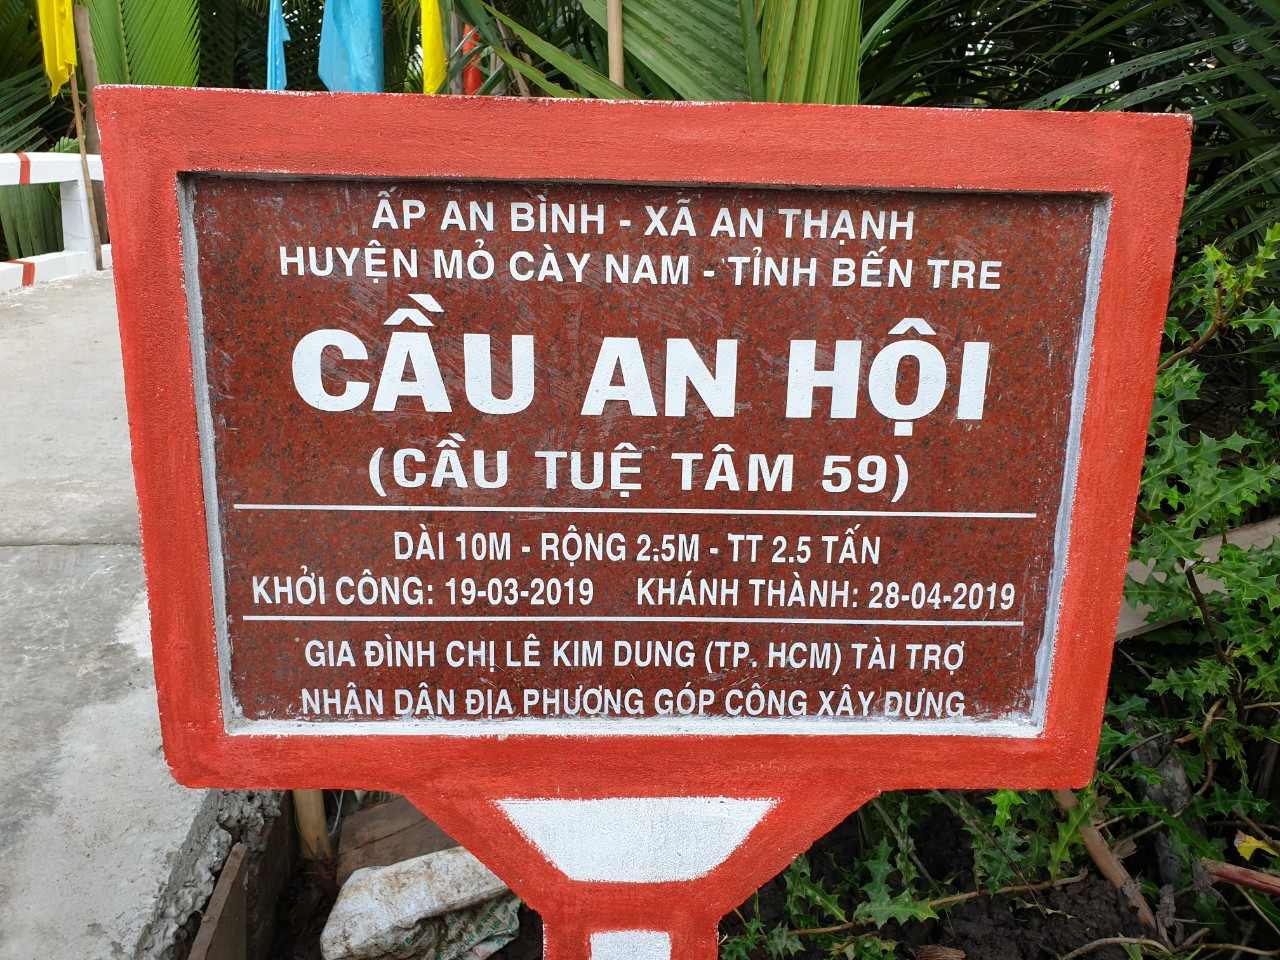 ẤP AN BÌNH - XÃ AN THẠNH
HUYỆN MỎ CÀY NAM - TỈNH BẾN TRE
CẦU AN HỘI
(CẦU TUỆ TÂM 59)
DÀI 10M - RỘNG 2.5M - TT 2.5 TẤN
KHỞI CÔNG: 19-03-2019 KHÁNH THÀNH: 28-04-2019
GIA ĐÌNH CHỊ LÊ KIM DUNG (TP. HCM) TÀI TRỢ
NHÂN DÂN ĐỊA PHƯƠNG GÓP CÔNG XÂY DỰNG